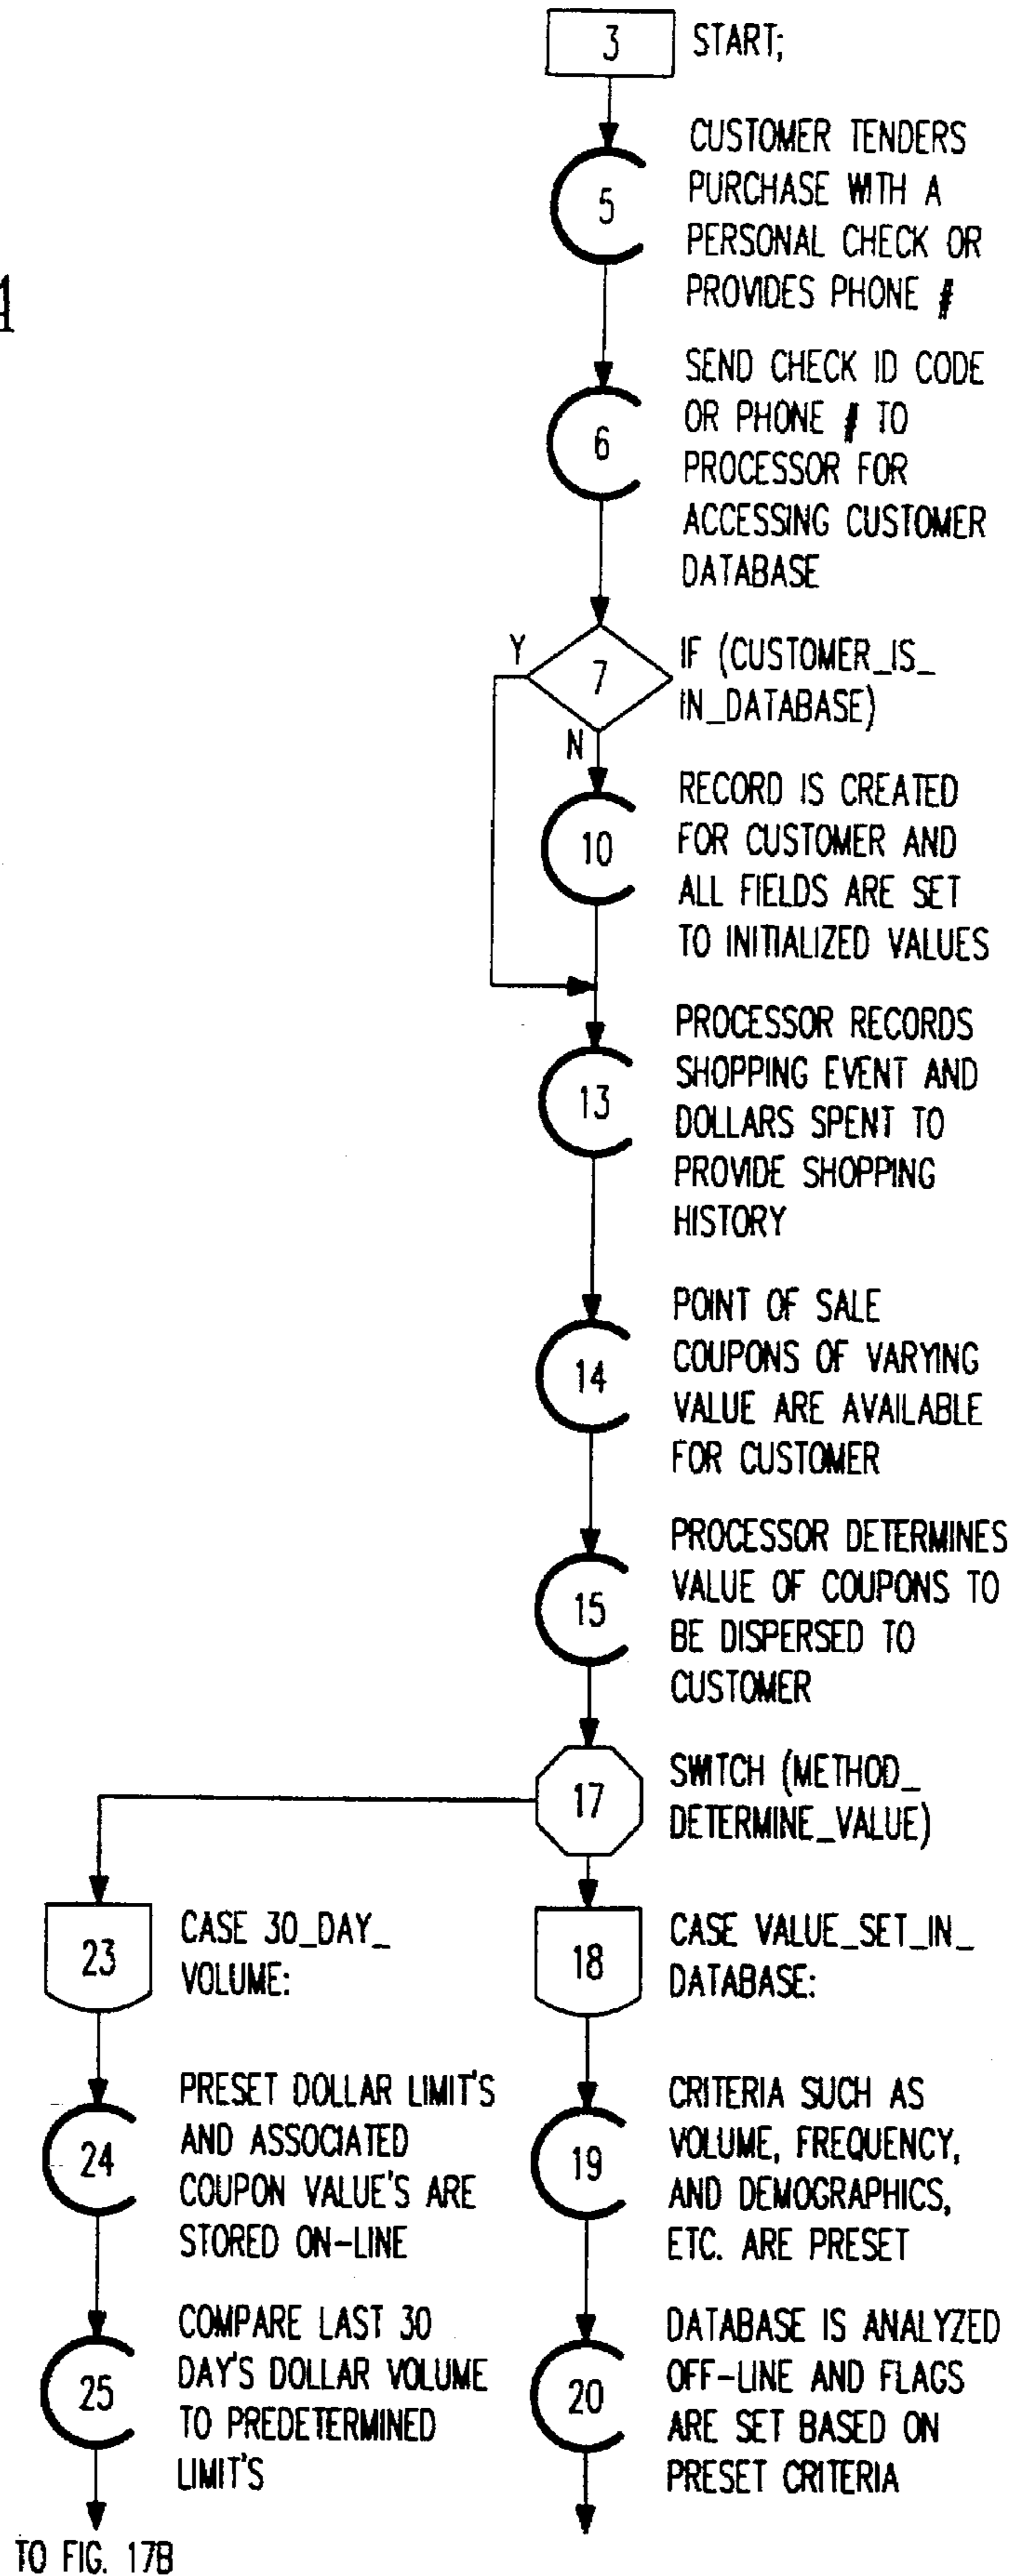 3 START;
CUSTOMER TENDERS
PURCHASE WITH A
5
PERSONAL CHECK OR
PROVIDES PHONE #
SEND CHECK ID CODE
OR PHONE # TO
6
PROCESSOR FOR
ACCESSING CUSTOMER
DATABASE
Y
7
IF (CUSTOMER_IS_
IN_DATABASE)
N
RECORD IS CREATED
FOR CUSTOMER AND
10
ALL FIELDS ARE SET
TO INITIALIZED VALUES
PROCESSOR RECORDS
SHOPPING EVENT AND
13
DOLLARS SPENT TO
PROVIDE SHOPPING
HISTORY
POINT OF SALE
COUPONS OF VARYING
14
VALUE ARE AVAILABLE
FOR CUSTOMER
PROCESSOR DETERMINES
VALUE OF COUPONS TO
15
BE DISPERSED TO
CUSTOMER
17
SWITCH (METHOD_
DETERMINE_VALUE)
23
CASE 30_DAY_
VOLUME:
18
CASE VALUE_SET_IN_
DATABASE:
24
PRESET DOLLAR LIMIT'S
AND ASSOCIATED
COUPON VALUE'S ARE
STORED ON-LINE
19
CRITERIA SUCH AS
VOLUME, FREQUENCY,
AND DEMOGRAPHICS,
ETC. ARE PRESET
25
COMPARE LAST 30
DAY'S DOLLAR VOLUME
TO PREDETERMINED
LIMIT'S
20
DATABASE IS ANALYZED
OFF-LINE AND FLAGS
ARE SET BASED ON
PRESET CRITERIA
TO FIG. 17B